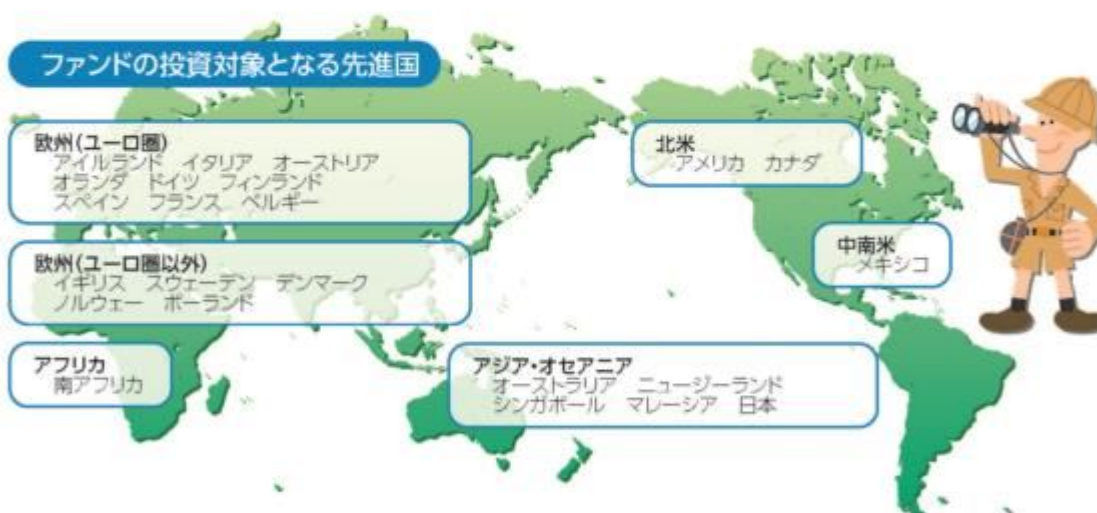 ファンドの投資対象となる先進国
欧州(ユーロ圏)
アイルランド　イタリア　オーストリア
オランダ　ドイツ　フィンランド
スペイン　フランス　ベルギー
欧州(ユーロ圏以外)
イギリス　スウェーデン　デンマーク
ノルウェー　ポーランド
アフリカ
南アフリカ
北米
アメリカ　カナダ
中南米
メキシコ
アジア・オセアニア
オーストラリア　ニュージーランド
シンガポール　マレーシア　日本